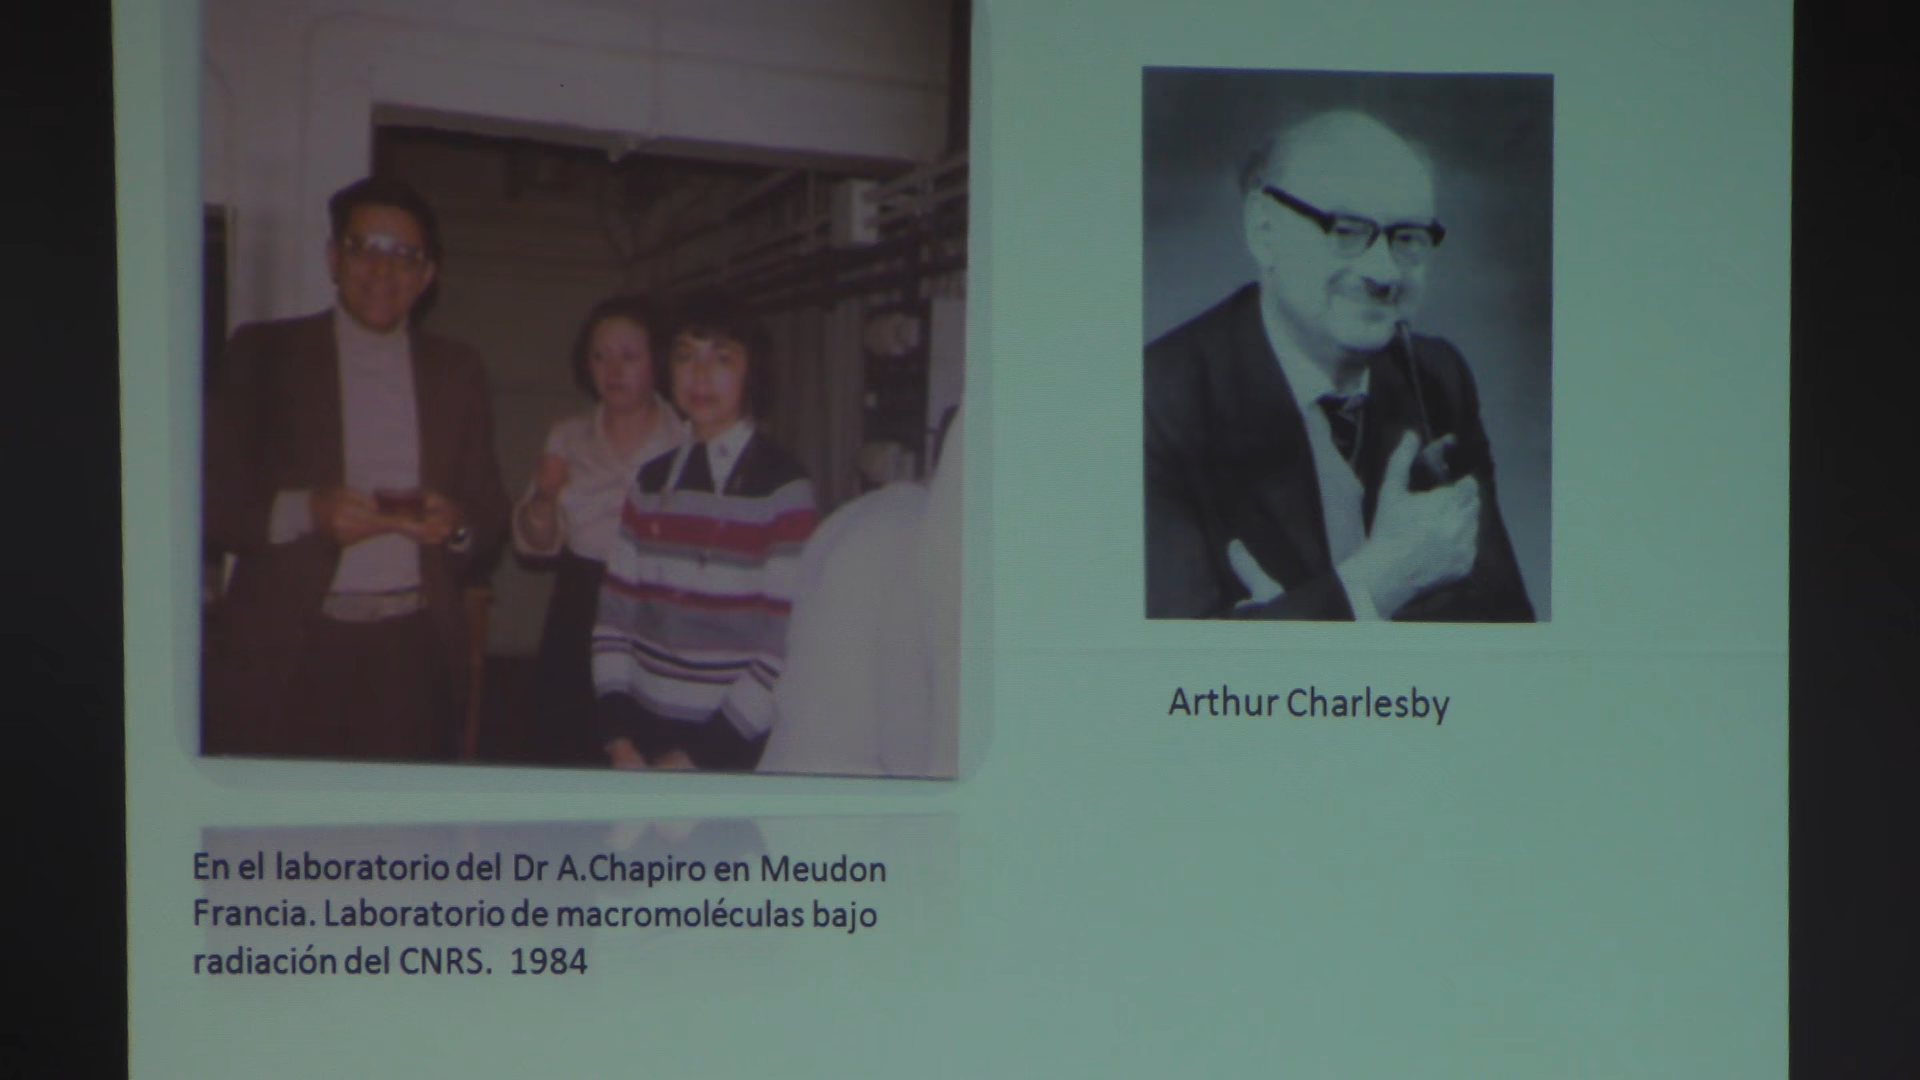 Arthur Charlesby
En el laboratorio del Dr A.Chapiro en Meudon
Francia. Laboratorio de macromoléculas bajo
radiación del CNRS. 1984